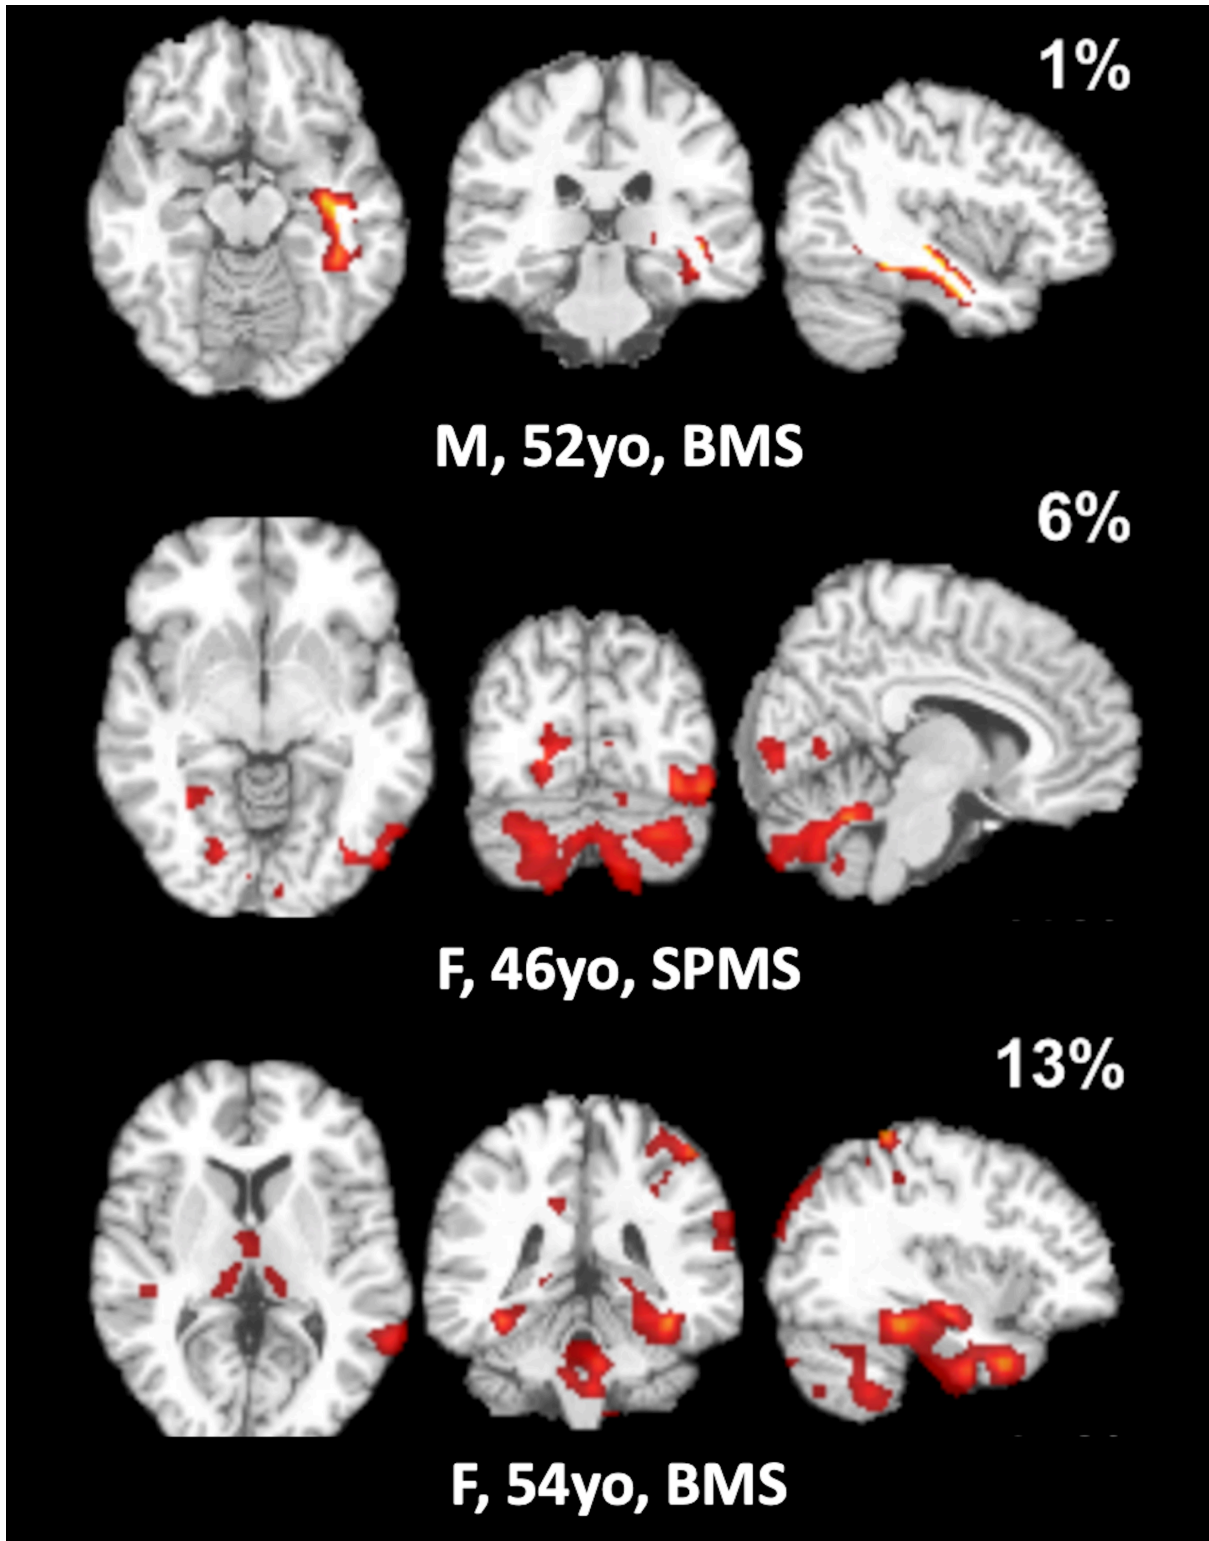 1%
M, 52yo, BMS
6%
F, 46yo, SPMS
13%
F, 54yo, BMS